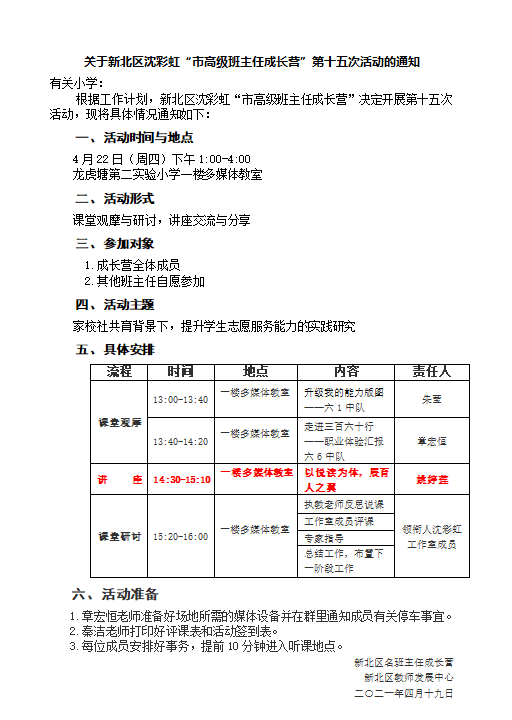 关于新北区沈彩虹“市高级班主任成长营”第十五次活动的通知
有关小学：
根据工作计划，新北区沈彩虹“市高级班主任成长营”决定开展第十五次
活动，现将具体情况通知如下：
一、活动时间与地点
4月22日（周四）下午1:00-4:00
龙虎塘第二实验小学一楼多媒体教室
二、活动形式
课堂观摩与研讨，讲座交流与分享
三、参加对象
1.成长营全体成员
2.其他班主任自愿参加
四、活动主题
家校社共育背景下，提升学生志愿服务能力的实践研究
五、具体安排
流程 时间 地点 内容 责任人
课堂观摩
13:00-13:40 一楼多媒体教室 升级我的能力版图 朱莹
——六1中队
13:40-14:20 一楼多媒体教室 走进三百六十行 章宏恒
——职业体验汇报
六6中队
讲 座 14:30-15:10 一楼多媒体教室 以悦读为体，展育 姚婷莲
人之翼
课堂研讨 15:20-16:00 一楼多媒体教室
执教老师反思说课
工作室成员评课
专家指导
总结工作，布置下
一阶段工作
领衔人沈彩虹
工作室成员
六、活动准备
1.章宏恒老师准备好场地所需的媒体设备并在群里通知成员有关停车事宜。
2.秦洁老师打印好评课表和活动签到表。
3.每位成员安排好事务，提前10分钟进入听课地点。
新北区名班主任成长营
新北区教师发展中心
二〇二一年四月十九日